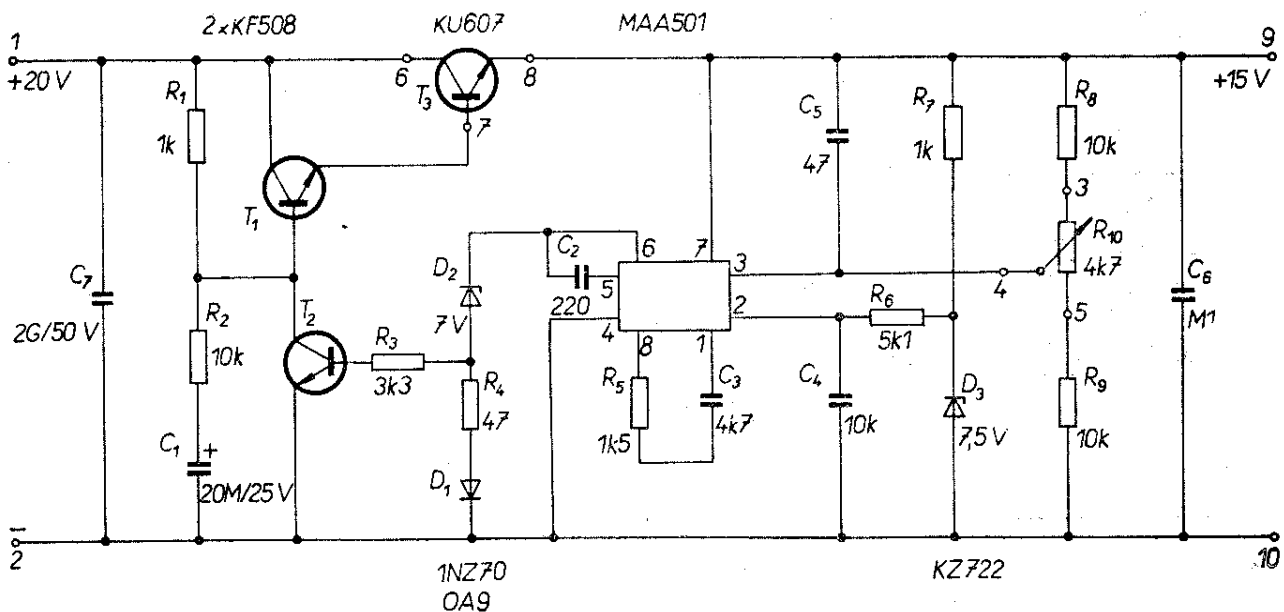 2xKF508 KU607 MAA501
1 9
+20 V 6 8 +15 V
R1 T3 C5 R7 R8
1k 7 47 1k 10k
T1 3
D2 C2 6 7 3 R10
4k7
C7 220 5 4 C6
2G/50 V R2 T2 7 V 4 2 R6 5 M1
10k R3 8 1 5k1
3k3 R4 R5 C3 C4 D3 R9
47 1k5 4k7 10k 7,5 V 10k
C1 +
20M/25 V D1
− 2 10
1NZ70 KZ722
OA9